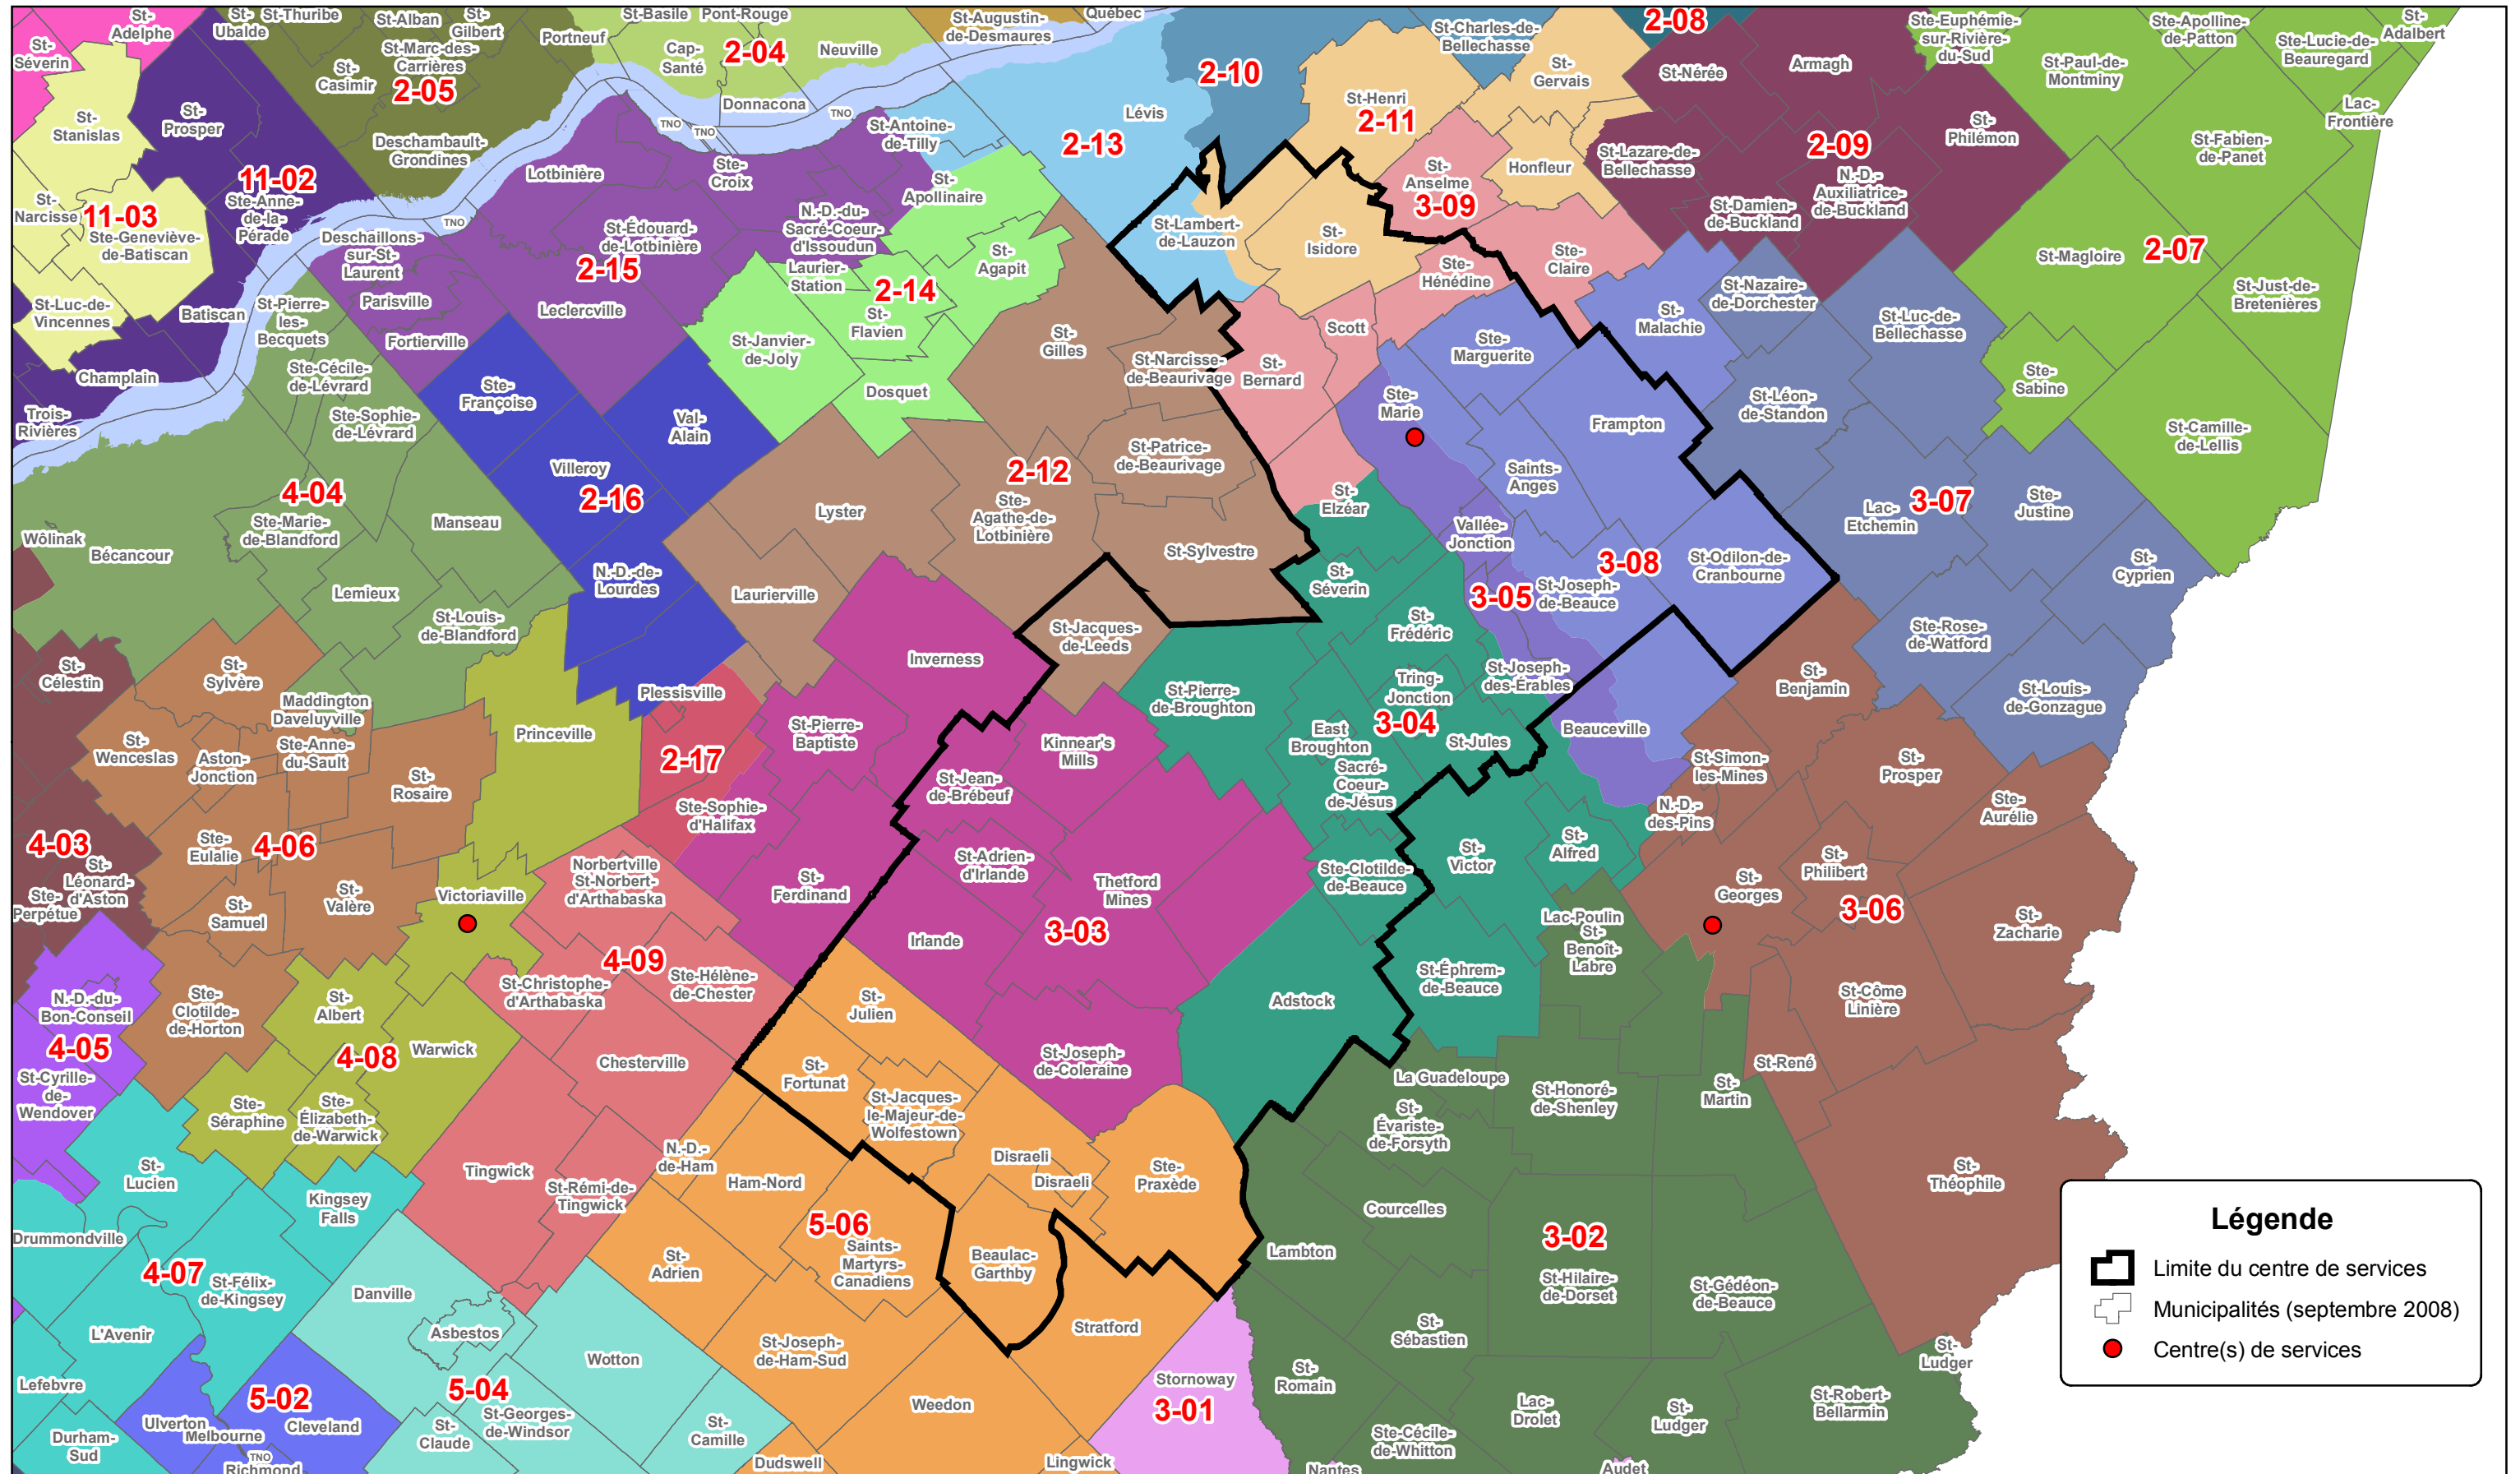 St-
Adelphe
St-
Ubalde
St-Thuribe
St-Alban
St-
Gilbert
Portneuf
St-Basile
Pont-Rouge
St-Augustin-
de-Desmaures
Québec
St-Charles-de-
Bellechasse
2-08
Ste-Euphémie-
sur-Rivière-
du-Sud
Ste-Apolline-
de-Patton
St-
Adalbert
St-
Séverin
St-Marc-des-
Carrières
St-
Casimir
2-05
Cap-
Santé
2-04
Neuville
2-10
St-
Gervais
St-Nérée
Armagh
St-Paul-de-
Montminy
Ste-Lucie-de-
Beauregard
St-
Stanislas
St-
Prosper
Deschambault-
Grondines
Donnacona
TNO
TNO
TNO
St-Antoine-
de-Tilly
Lévis
2-13
St-Henri
2-11
St-
Anselme
3-09
Honfleur
St-Lazare-de-
Bellechasse
2-09
St-
Philémon
Lac-
Frontière
St-Fabien-
de-Panet
11-02
Ste-Anne-
de-la-
Pérade
St-
Narcisse
11-03
Ste-Geneviève-
de-Batiscan
TNO
Lotbinière
Ste-
Croix
St-
Apollinaire
N.-D.-
Auxiliatrice-
de-Buckland
St-Damien-
de-Buckland
Deschaillons-
sur-St-
Laurent
St-Édouard-
de-Lotbinière
2-15
N.-D.-du-
Sacré-Coeur-
d'Issoudun
St-Lambert-
de-Lauzon
St-
Isidore
Ste-
Hénédine
Ste-
Claire
St-Magloire
2-07
St-Just-de-
Bretenières
St-Luc-de-
Vincennes
Batiscan
St-Pierre-
les-
Becquets
Parisville
Leclercville
Laurier-
Station
2-14
St-
Agapit
St-
Flavien
Fortierville
St-Janvier-
de-Joly
St-
Gilles
St-Narcisse-
de-Beaurivage
St-
Bernard
Scott
Ste-
Marguerite
St-
Malachie
St-Nazaire-
de-Dorchester
St-Luc-de-
Bellechasse
Champlain
Ste-Cécile-
de-Lévrard
Ste-
Françoise
Dosquet
Ste-
Marie
St-Léon-
de-Standon
Ste-
Sabine
Trois-
Rivières
Ste-Sophie-
de-Lévrard
Val-
Alain
Frampton
St-Camille-
de-Lellis
4-04
Villeroy
2-16
2-12
St-Patrice-
de-Beaurivage
Saints-
Anges
3-07
Wôlinak
Bécancour
Ste-Marie-
de-Blandford
Manseau
Lyster
Ste-
Agathe-de-
Lotbinière
St-Sylvestre
St-
Elzéar
Vallée-
Jonction
Lac-
Etchemin
Ste-
Justine
Lemieux
N.-D.-de-
Lourdes
Laurierville
St-
Séverin
3-05
3-08
St-Joseph-
de-Beauce
St-Odilon-de-
Cranbourne
St-
Cyprien
St-Louis-
de-Blandford
St-Jacques-
de-Leeds
St-
Frédéric
Ste-Rose-
de-Watford
St-
Célestin
St-
Sylvère
Inverness
St-Pierre-
de-Broughton
Tring-
Jonction
3-04
St-Joseph-
des-Érables
St-
Benjamin
St-Louis-
de-Gonzague
Maddington
Daveluyville
Plessisville
Princeville
St-
Wenceslas
Aston-
Jonction
Ste-Anne-
du-Sault
St-
Rosaire
2-17
St-Pierre-
Baptiste
St-Jean-
de-Brébeuf
Kinnear's
Mills
East
Broughton
Sacré-
Coeur-
de-Jésus
St-Jules
Beauceville
St-Simon-
les-Mines
St-
Prosper
N.-D.-
des-Pins
Ste-
Aurélie
4-03
St-
Léonard-
d'Aston
Ste-
Perpétue
Ste-
Eulalie
4-06
St-
Samuel
St-
Valère
Victoriaville
Norbertville
St-Norbert-
d'Arthabaska
Ste-Sophie-
d'Halifax
St-
Ferdinand
St-Adrien-
d'Irlande
Thetford
Mines
3-03
Irlande
Ste-Clotilde-
de-Beauce
St-
Victor
St-
Alfred
Lac-Poulin
St-
Benoît-
Labre
St-
Georges
St-
Philibert
3-06
St-
Zacharie
N.-D.-du-
Bon-Conseil
4-05
Ste-
Clotilde-
de-Horton
St-
Albert
4-08
Warwick
St-Christophe-
d'Arthabaska
4-09
Ste-Hélène-
de-Chester
Chesterville
St-
Julien
St-
Fortunat
St-Joseph-
de-Coleraine
Adstock
St-Éphrem-
de-Beauce
St-Côme
Linière
St-René
St-Cyrille-
de-
Wendover
Ste-
Séraphine
Ste-
Élizabeth-
de-Warwick
St-Jacques-
le-Majeur-de-
Wolfestown
La Guadeloupe
St-
Évariste-
de-Forsyth
St-Honoré-
de-Shenley
St-
Martin
St-
Lucien
Kingsey
Falls
Tingwick
St-Rémi-de-
Tingwick
N.-D.-
de-Ham
Ham-Nord
Disraeli
Disraeli
Ste-
Praxède
Courcelles
St-
Théophile
Drummondville
4-07
St-Félix-
de-Kingsey
Danville
St-
Adrien
5-06
Saints-
Martyrs-
Canadiens
Beaulac-
Garthby
Lambton
3-02
St-Hilaire-
de-Dorset
St-Gédéon-
de-Beauce
L'Avenir
Asbestos
Wotton
St-Joseph-
de-Ham-Sud
Stratford
St-
Sébastien
St-
Ludger
Lefebvre
5-02
Ulverton
Melbourne
Cleveland
5-04
St-
Claude
St-Georges-
de-Windsor
St-
Camille
Weedon
Stornoway
3-01
St-
Romain
Lac-
Drolet
St-
Ludger
St-Robert-
Bellarmin
Durham-
Sud
TNO
Richmond
Dudswell
Lingwick
Ste-Cécile-
de-Whitton
Nantes
Audet
Légende
Limite du centre de services
Municipalités (septembre 2008)
Centre(s) de services